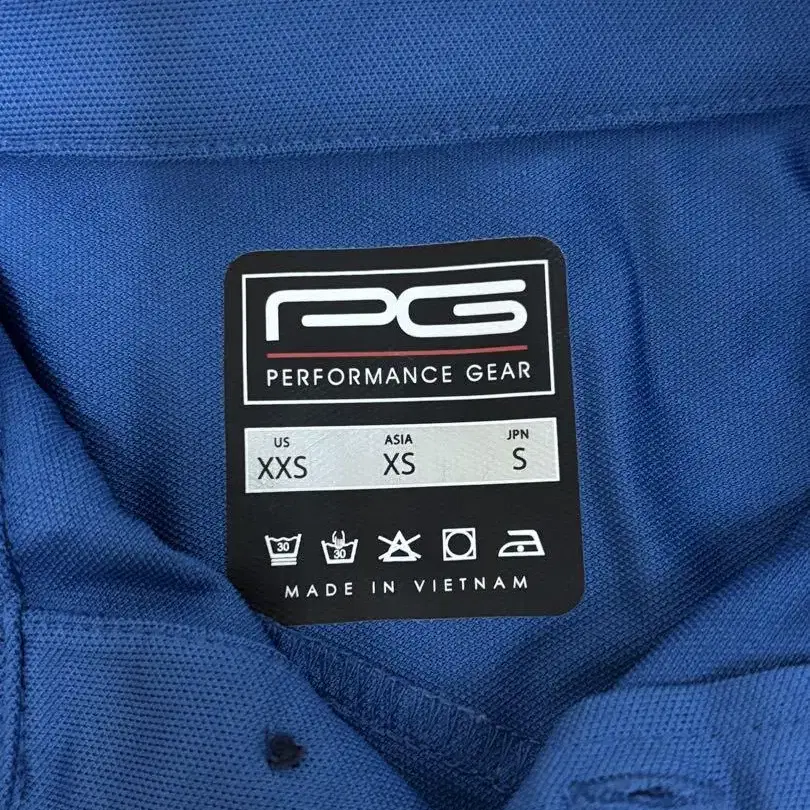 PG
PERFORMANCE GEAR
US ASIA JPN
XXS XS S
30 30
MADE IN VIETNAM